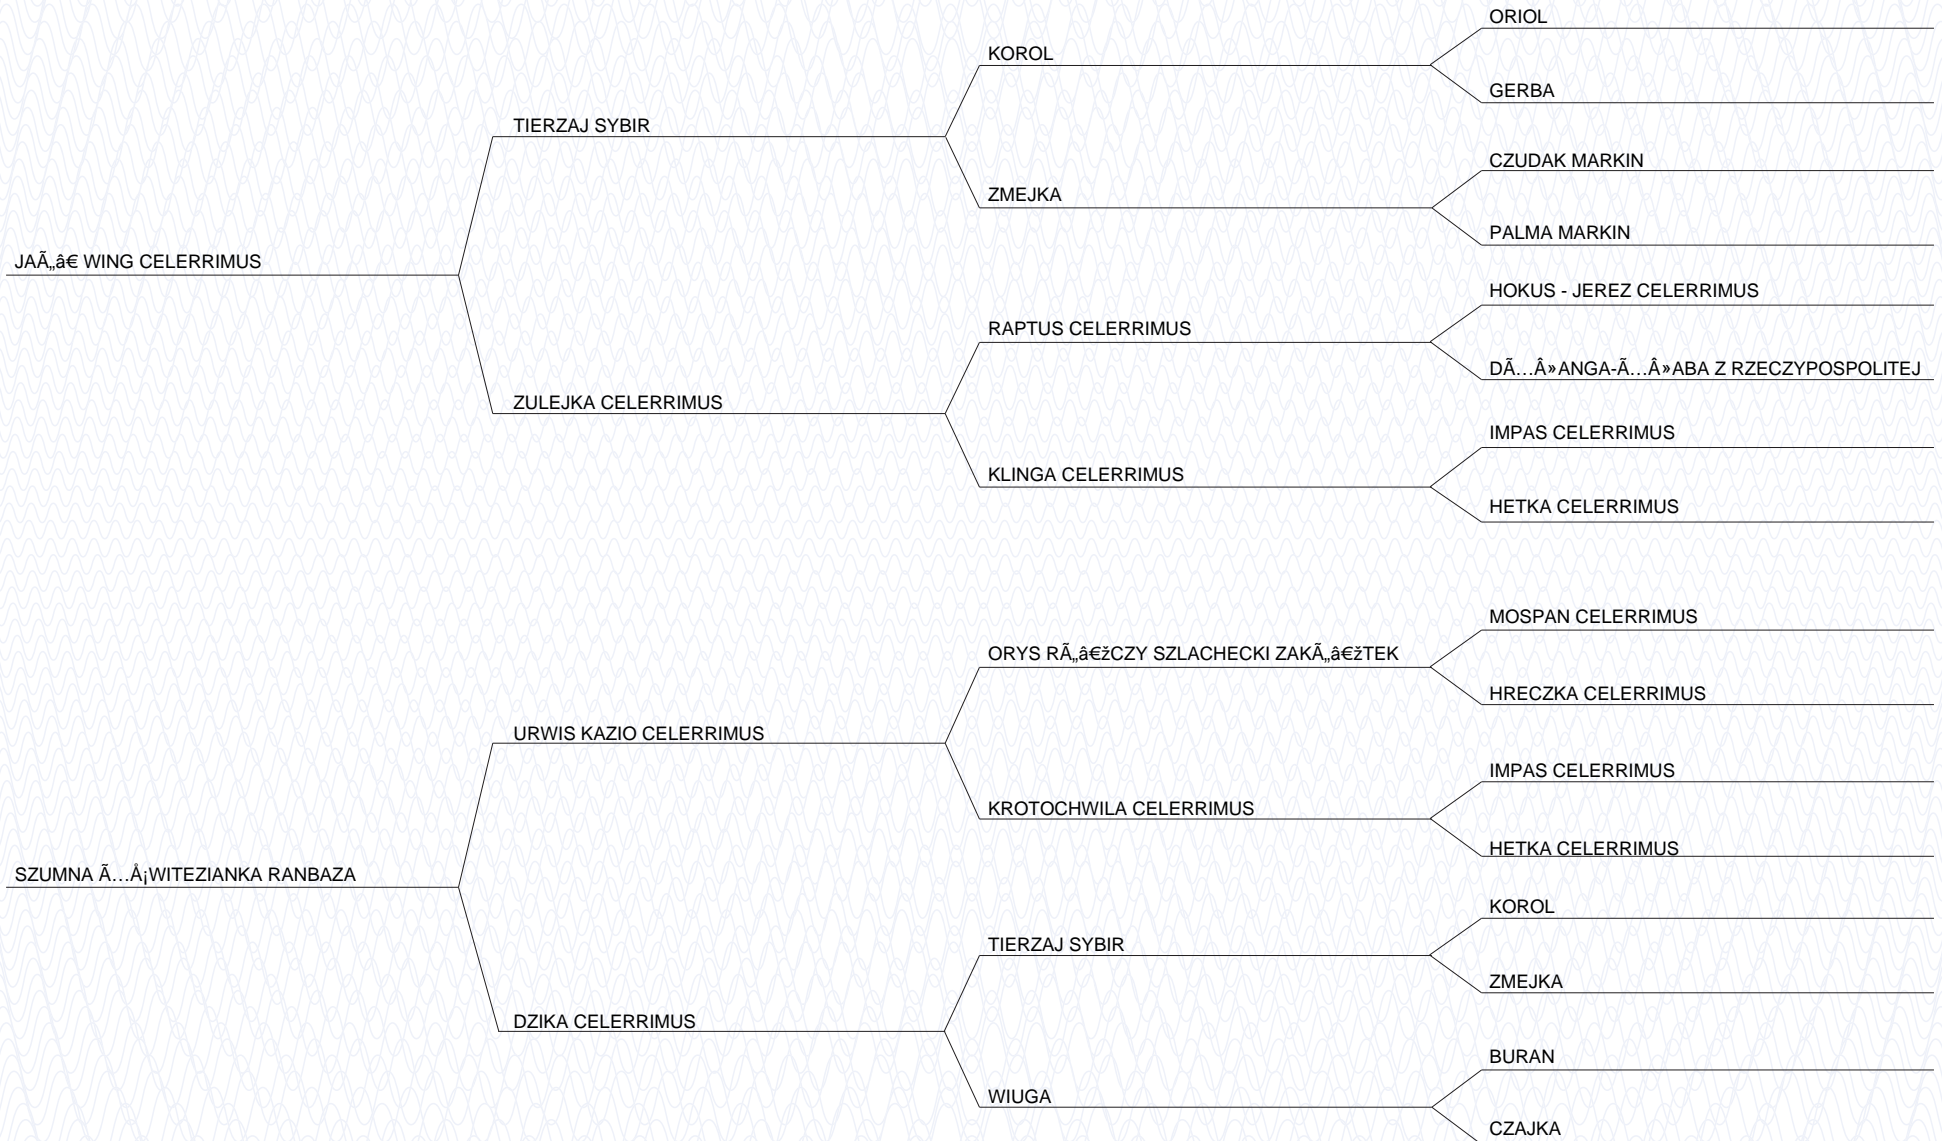 ORIOL
KOROL
GERBA
TIERZAJ SYBIR
CZUDAK MARKIN
ZMEJKA
PALMA MARKIN
JAÃ„â€ WING CELERRIMUS
HOKUS - JEREZ CELERRIMUS
RAPTUS CELERRIMUS
DÃ…Â»ANGA-Ã…Â»ABA Z RZECZYPOSPOLITEJ
ZULEJKA CELERRIMUS
IMPAS CELERRIMUS
KLINGA CELERRIMUS
HETKA CELERRIMUS
MOSPAN CELERRIMUS
ORYS RÃ„â€žCZY SZLACHECKI ZAKÃ„â€žTEK
HRECZKA CELERRIMUS
URWIS KAZIO CELERRIMUS
IMPAS CELERRIMUS
KROTOCHWILA CELERRIMUS
HETKA CELERRIMUS
SZUMNA Ã…Å¡WITEZIANKA RANBAZA
KOROL
TIERZAJ SYBIR
ZMEJKA
DZIKA CELERRIMUS
BURAN
WIUGA
CZAJKA